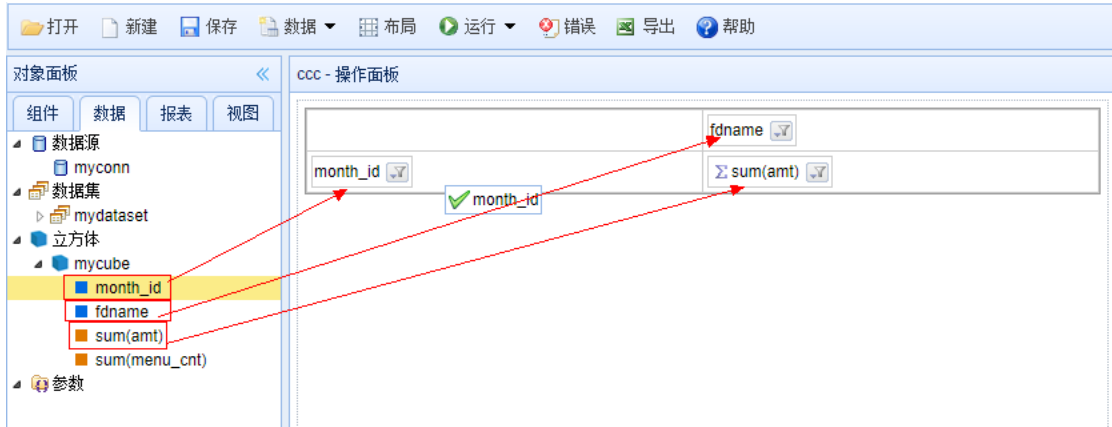 打开 新建 保存 数据 布局 运行 错误 导出 帮助
对象面板
组件 数据 报表 视图
数据源
myconn
数据集
mydataset
立方体
mycube
month_id
fdname
sum(amt)
sum(menu_cnt)
参数
ccc - 操作面板
fdname
month_id Σ sum(amt)
month_id